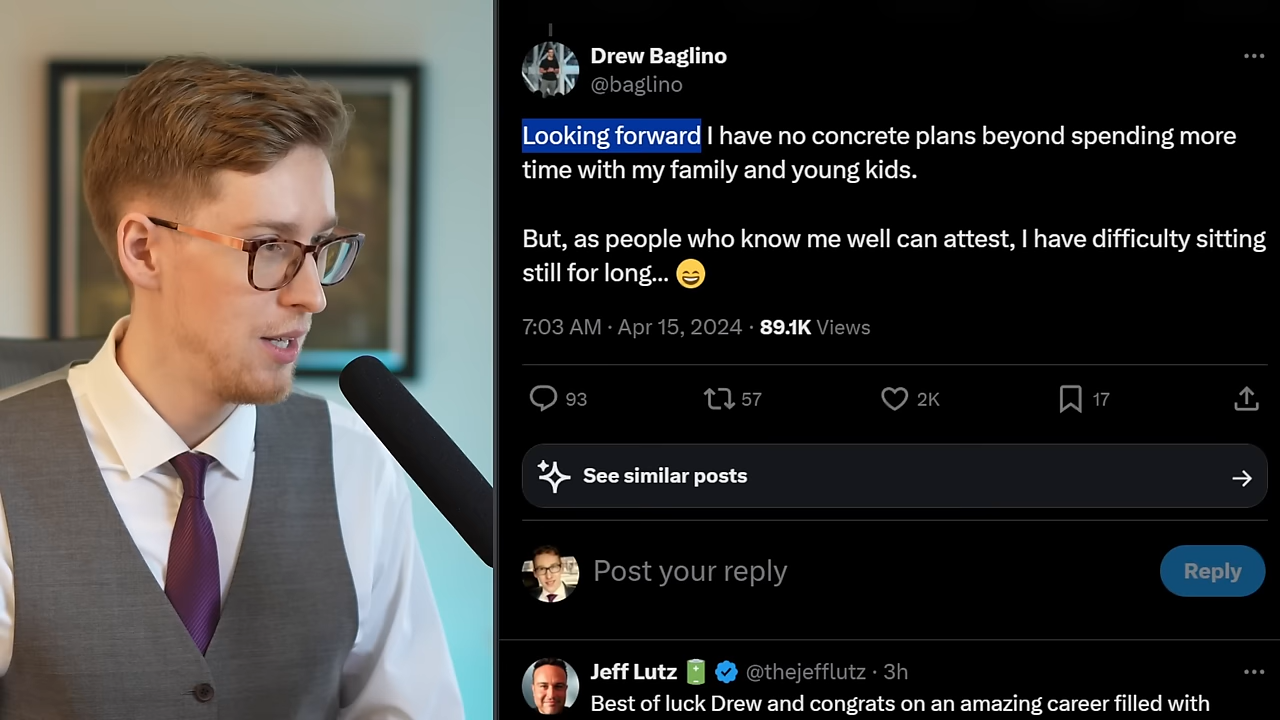 Drew Baglino
@baglino
Looking forward I have no concrete plans beyond spending more
time with my family and young kids.
But, as people who know me well can attest, I have difficulty sitting
still for long... 😄
7:03 AM · Apr 15, 2024 · 89.1K Views
93 57 2K 17
See similar posts
Post your reply
Reply
Jeff Lutz 🔋 @thejefflutz · 3h
Best of luck Drew and congrats on an amazing career filled with